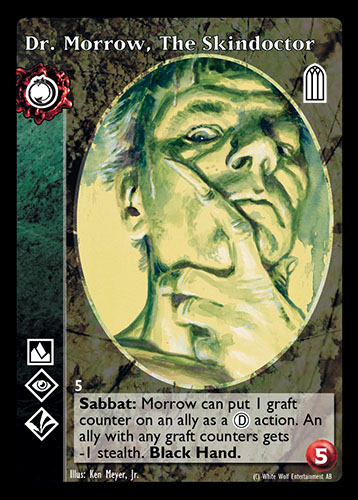 Dr. Morrow, The Skindoctor
5
Sabbat: Morrow can put 1 graft
counter on an ally as a Ⓓ action. An
ally with any graft counters gets
-1 stealth. Black Hand.
5
Illus: Ken Meyer, Jr.
(C) White Wolf Entertainment AB